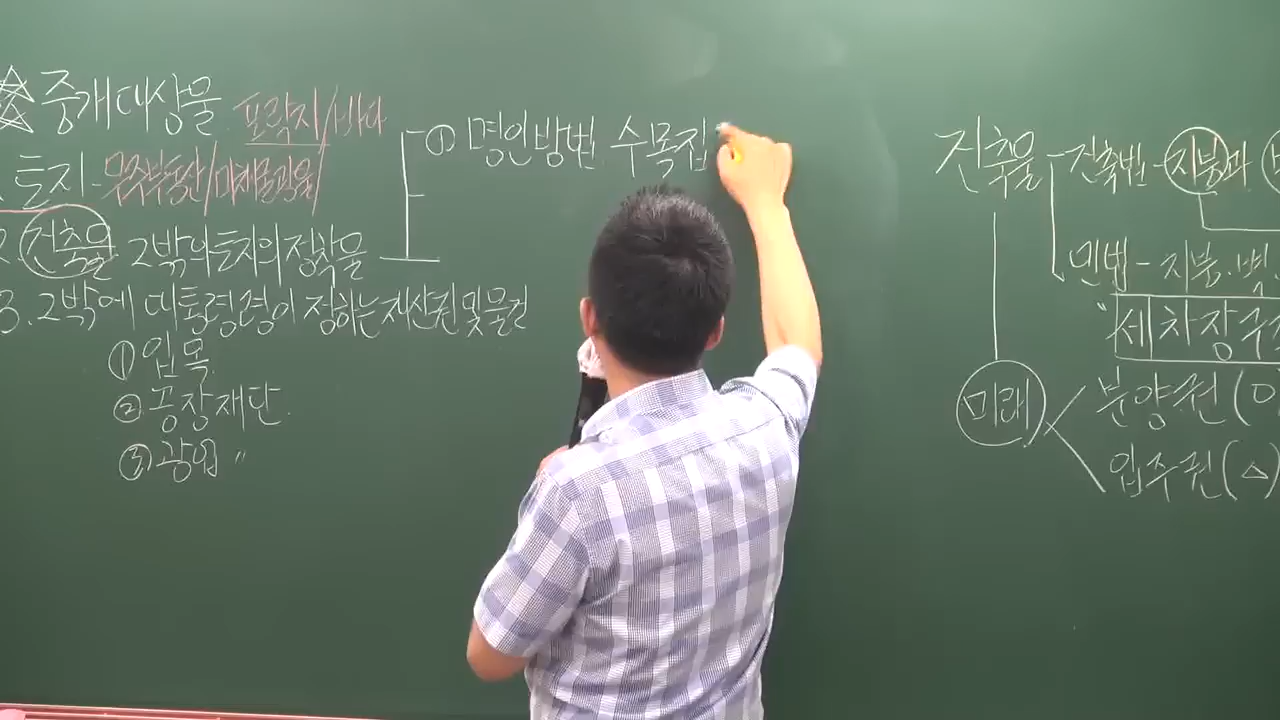 중개대상물 포락지/바다
토지-무주부동산/미채굴광물/
2. 건축물 2밖의토지의정착물
3. 2밖에 대통령령이 정하는재산권및물건
① 입목
② 공장재단.
③ 광업 〃
① 명인방법 수목집
건축물 - 건축법 - 지붕과
민법 - 지붕.벽.
"세차장구
미래
분양권(
입주권(△)